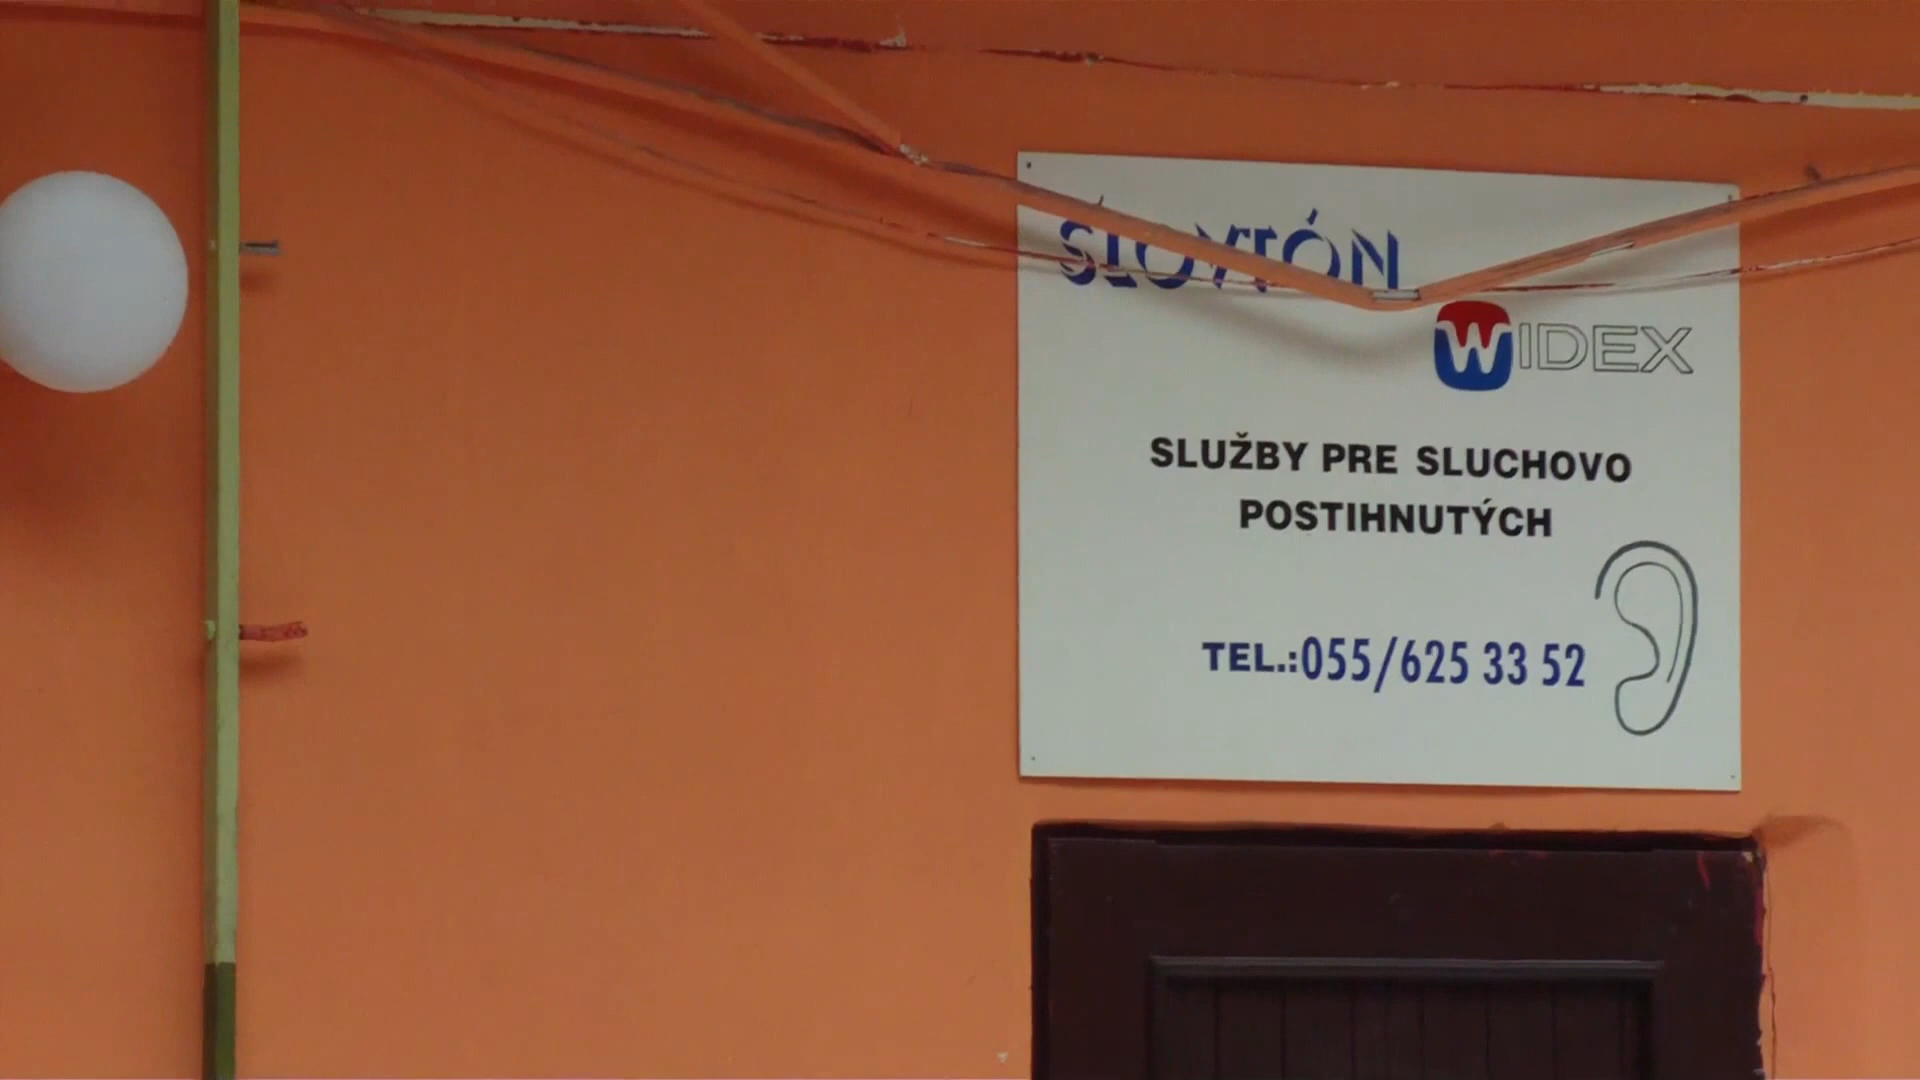 SLOVTÓN
WIDEX
SLUŽBY PRE SLUCHOVO
POSTIHNUTÝCH
TEL.:055/625 33 52